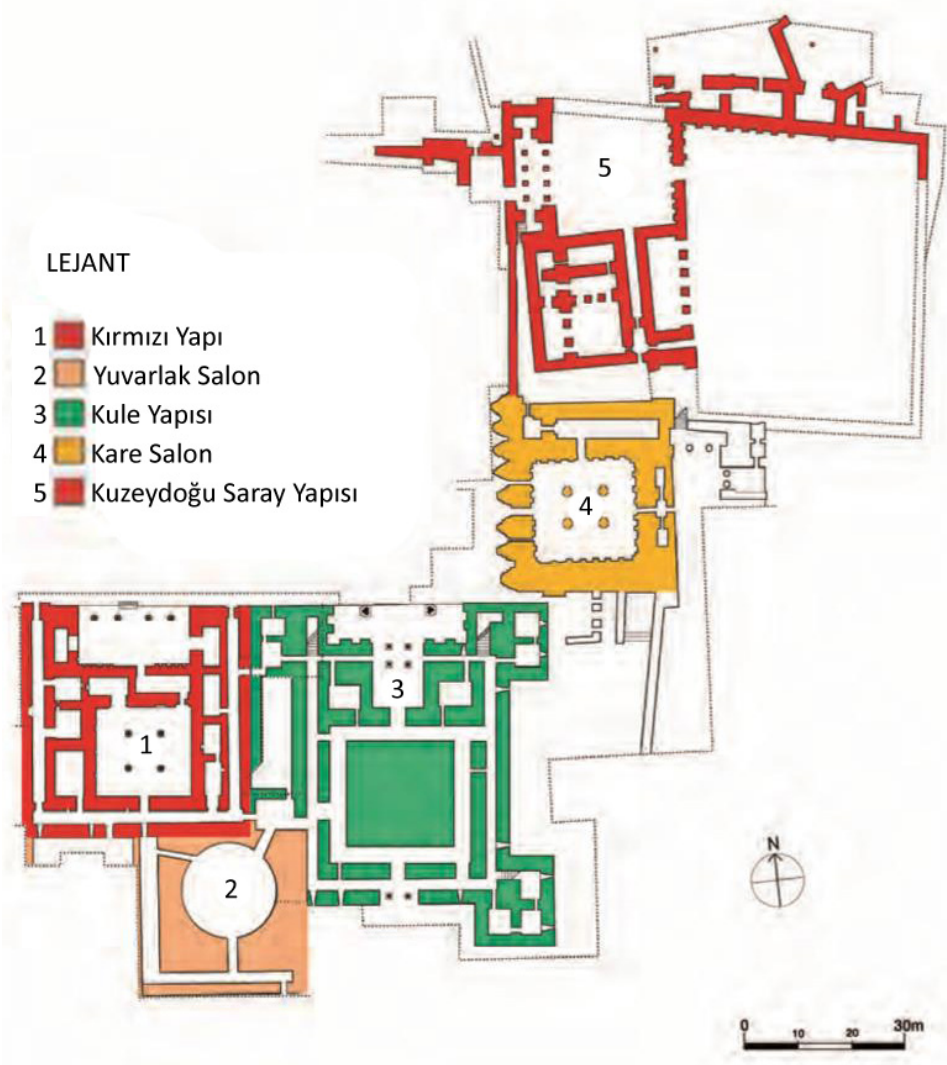 5
LEJANT
1 Kırmızı Yapı
2 Yuvarlak Salon
3 Kule Yapısı
4 Kare Salon
5 Kuzeydoğu Saray Yapısı
4
3
1
2
N
0 10 20 30m